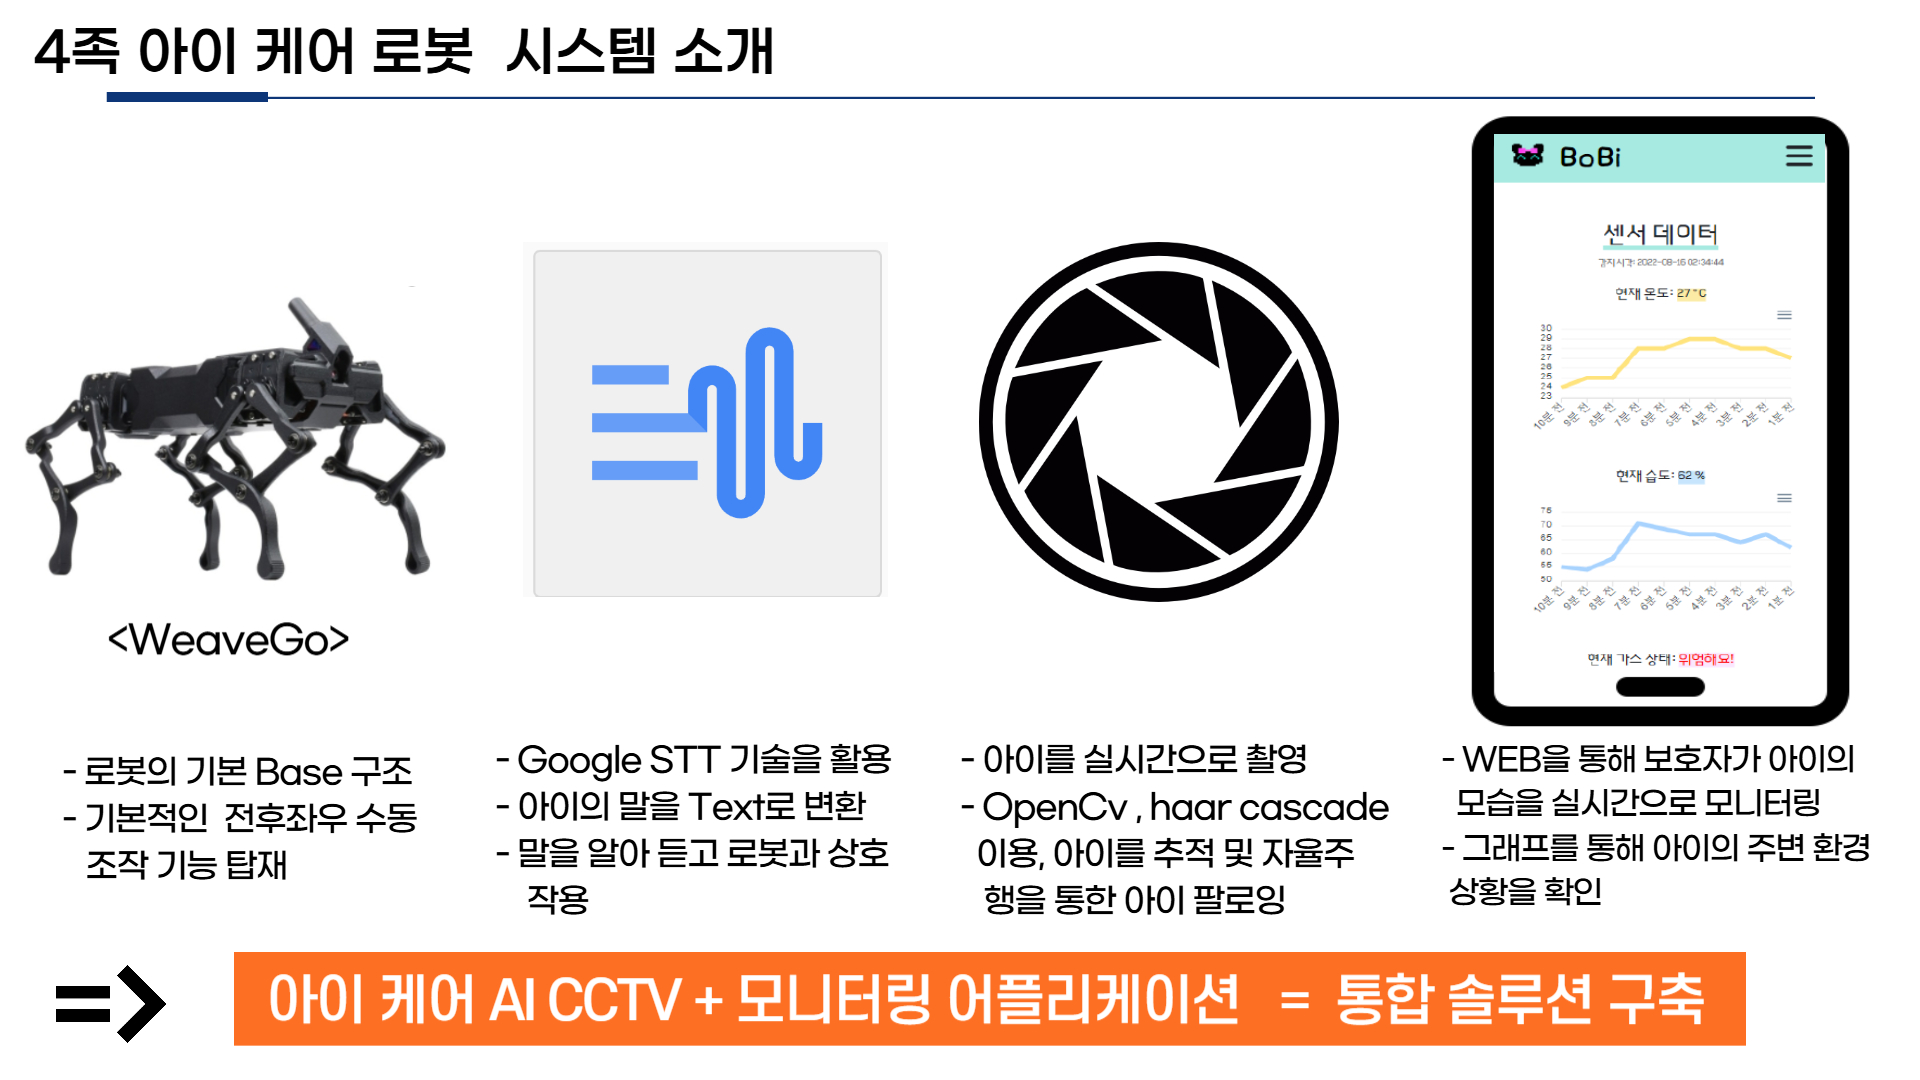 4족 아이 케어 로봇 시스템 소개
<WeaveGo>
- 로봇의 기본 Base 구조
- 기본적인 전후좌우 수동
조작 기능 탑재
- Google STT 기술을 활용
- 아이의 말을 Text로 변환
- 말을 알아 듣고 로봇과 상호
작용
- 아이를 실시간으로 촬영
- OpenCv , haar cascade
이용, 아이를 추적 및 자율주
행을 통한 아이 팔로잉
BoBi
센서 데이터
감지시간: 2022-08-16 02:34:44
현재 온도: 27°C
30
29
28
27
26
25
24
23
10분 전 9분 전 8분 전 7분 전 6분 전 5분 전 4분 전 3분 전 2분 전 1분 전
현재 습도: 62 %
75
70
65
60
55
50
10분 전 9분 전 8분 전 7분 전 6분 전 5분 전 4분 전 3분 전 2분 전 1분 전
현재 가스 상태: 위험해요!
- WEB을 통해 보호자가 아이의
모습을 실시간으로 모니터링
- 그래프를 통해 아이의 주변 환경
상황을 확인
=> 아이 케어 AI CCTV + 모니터링 어플리케이션 = 통합 솔루션 구축